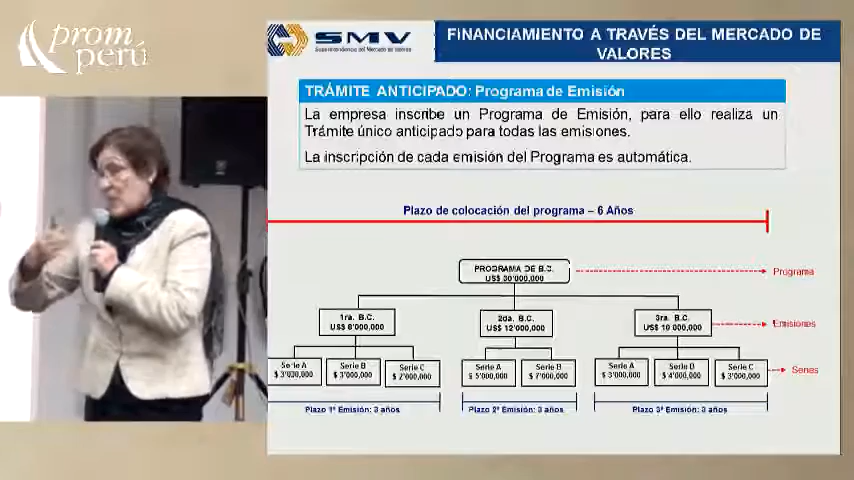 prom
perú
SMV
Superintendencia del Mercado de Valores
FINANCIAMIENTO A TRAVÉS DEL MERCADO DE
VALORES
TRÁMITE ANTICIPADO: Programa de Emisión
La empresa inscribe un Programa de Emisión, para ello realiza un
Trámite único anticipado para todas las emisiones.
La inscripción de cada emisión del Programa es automática.
Plazo de colocación del programa – 6 Años
PROGRAMA DE B.C.
US$ 30'000,000
Programa
1ra. B.C.
US$ 8'000,000
2da. B.C.
US$ 12'000,000
3ra. B.C.
US$ 10 000,000
Emisiones
Serie A
$ 3'000,000
Serie B
$ 3'000,000
Serie C
$ 2'000,000
Serie A
$ 5'000,000
Serie B
$ 7'000,000
Serie A
$ 3'000,000
Serie B
$ 4'000,000
Serie C
$ 3'000,000
Series
Plazo 1ª Emisión: 3 años
Plazo 2ª Emisión: 3 años
Plazo 3ª Emisión: 3 años